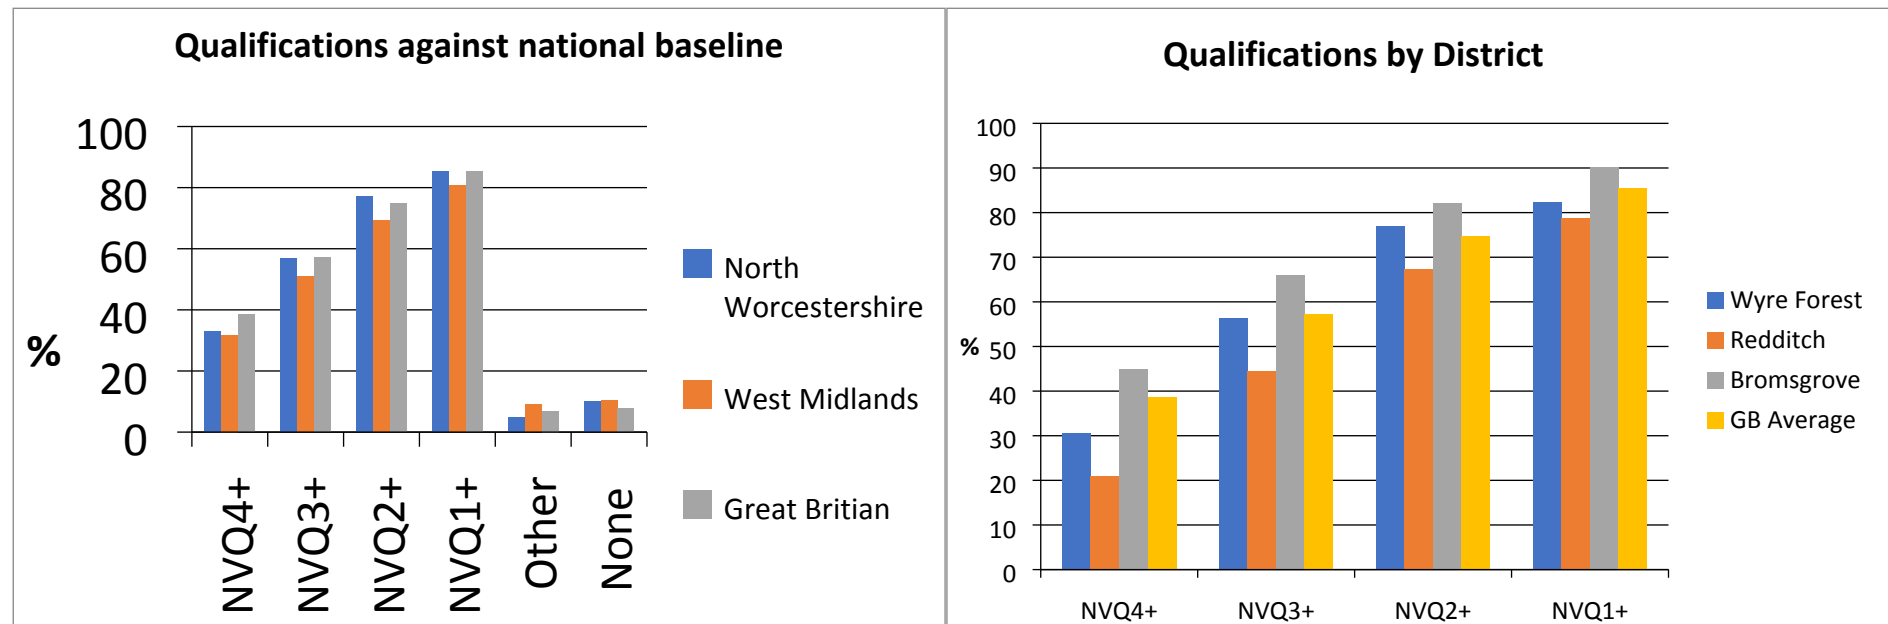 Qualifications against national baseline
100
80
60
40
20
0
%
NVQ4+
NVQ3+
NVQ2+
NVQ1+
Other
None
North
Worcestershire
West Midlands
Great Britian
Qualifications by District
100
90
80
70
60
50
40
30
20
10
0
%
NVQ4+
NVQ3+
NVQ2+
NVQ1+
Wyre Forest
Redditch
Bromsgrove
GB Average